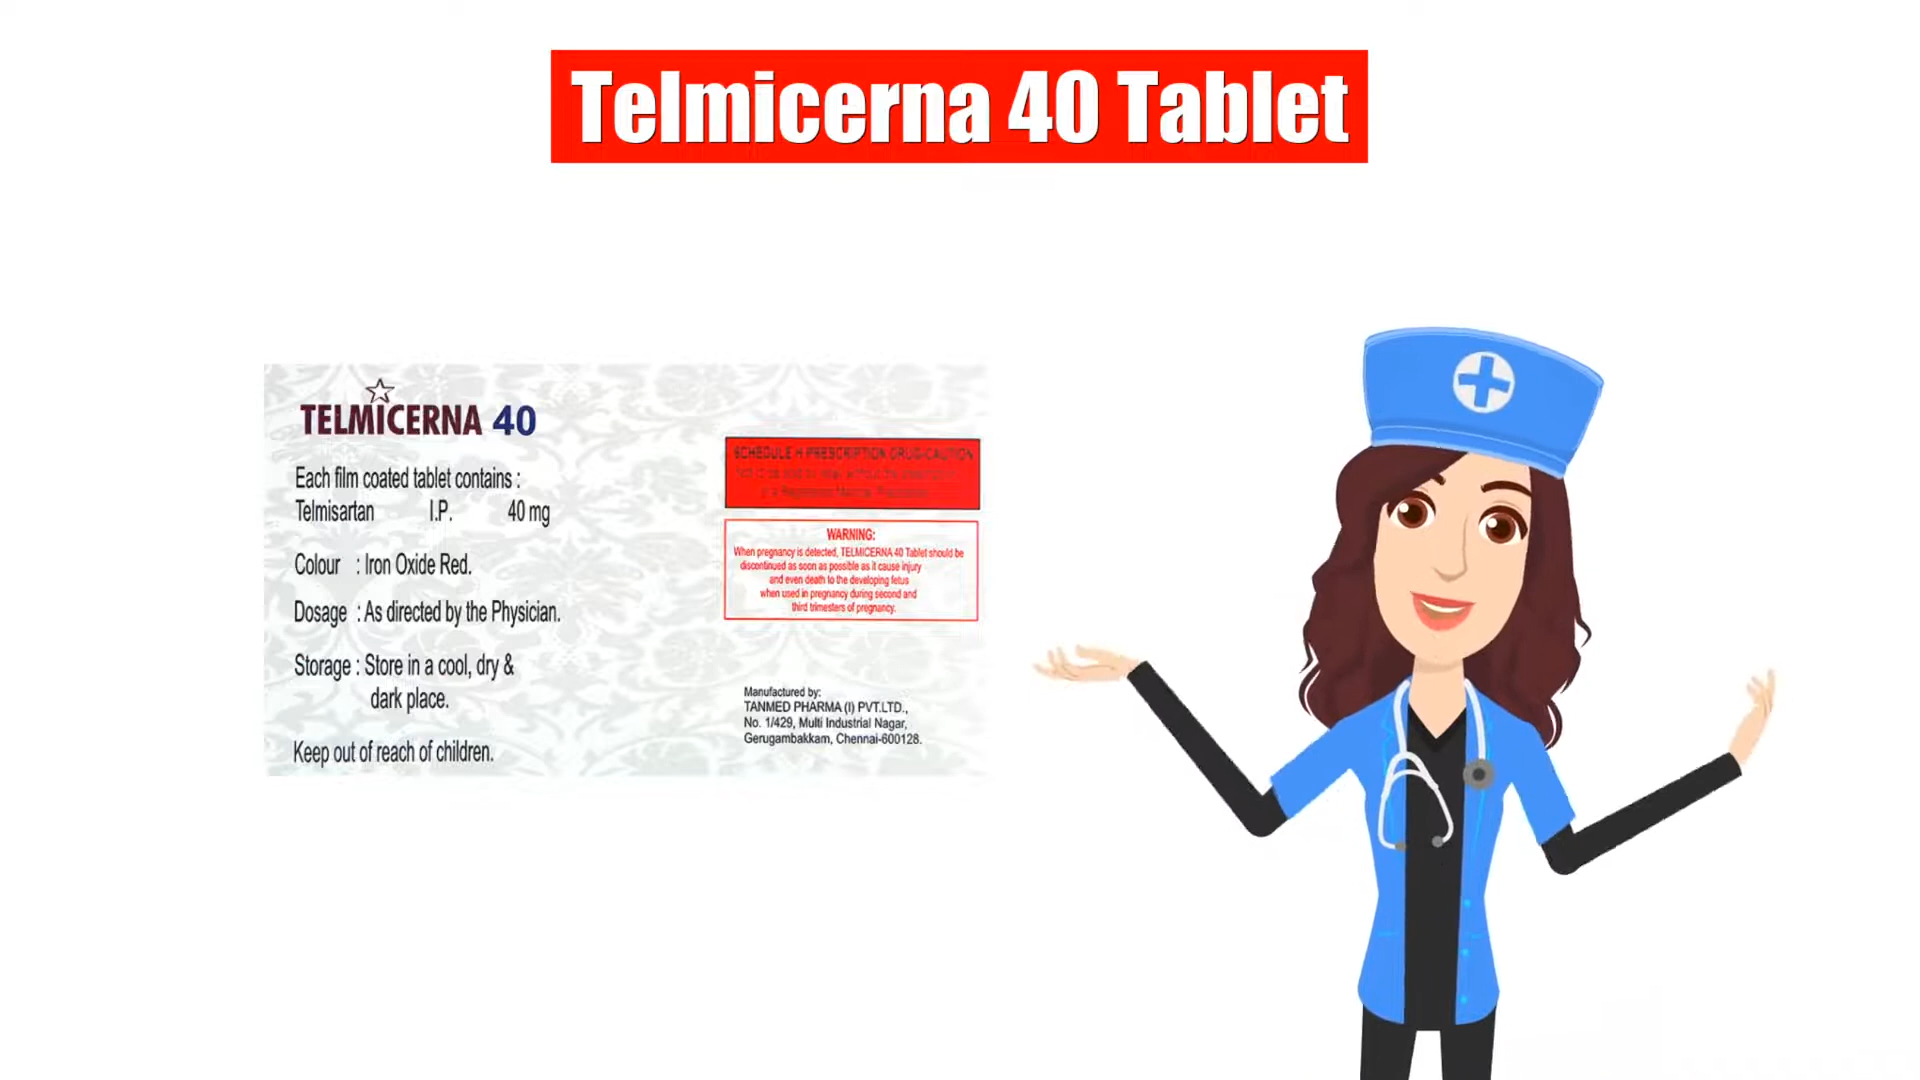 Telmicerna 40 Tablet
TELMICERNA 40
Each film coated tablet contains :
Telmisartan I.P. 40 mg
Colour : Iron Oxide Red.
Dosage : As directed by the Physician.
Storage : Store in a cool, dry &
dark place.
Keep out of reach of children.
SCHEDULE H PRESCRIPTION DRUG-CAUTION
WARNING:
When pregnancy is detected, TELMICERNA 40 Tablet should be
discontinued as soon as possible as it cause injury
and even death to the developing fetus
when used in pregnancy during second and
third trimesters of pregnancy.
Manufactured by:
TANMED PHARMA (I) PVT.LTD.,
No. 1/429, Multi Industrial Nagar,
Gerugambakkam, Chennai-600128.